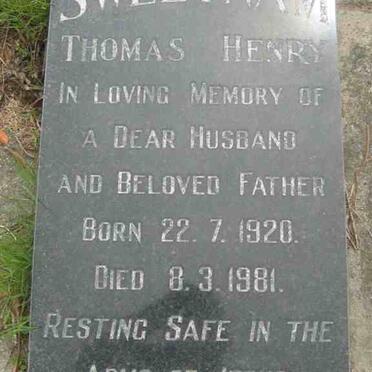 THOMAS HENRY
IN LOVING MEMORY OF
A DEAR HUSBAND
AND BELOVED FATHER
BORN 22. 7. 1920.
DIED 8. 3. 1981.
RESTING SAFE IN THE